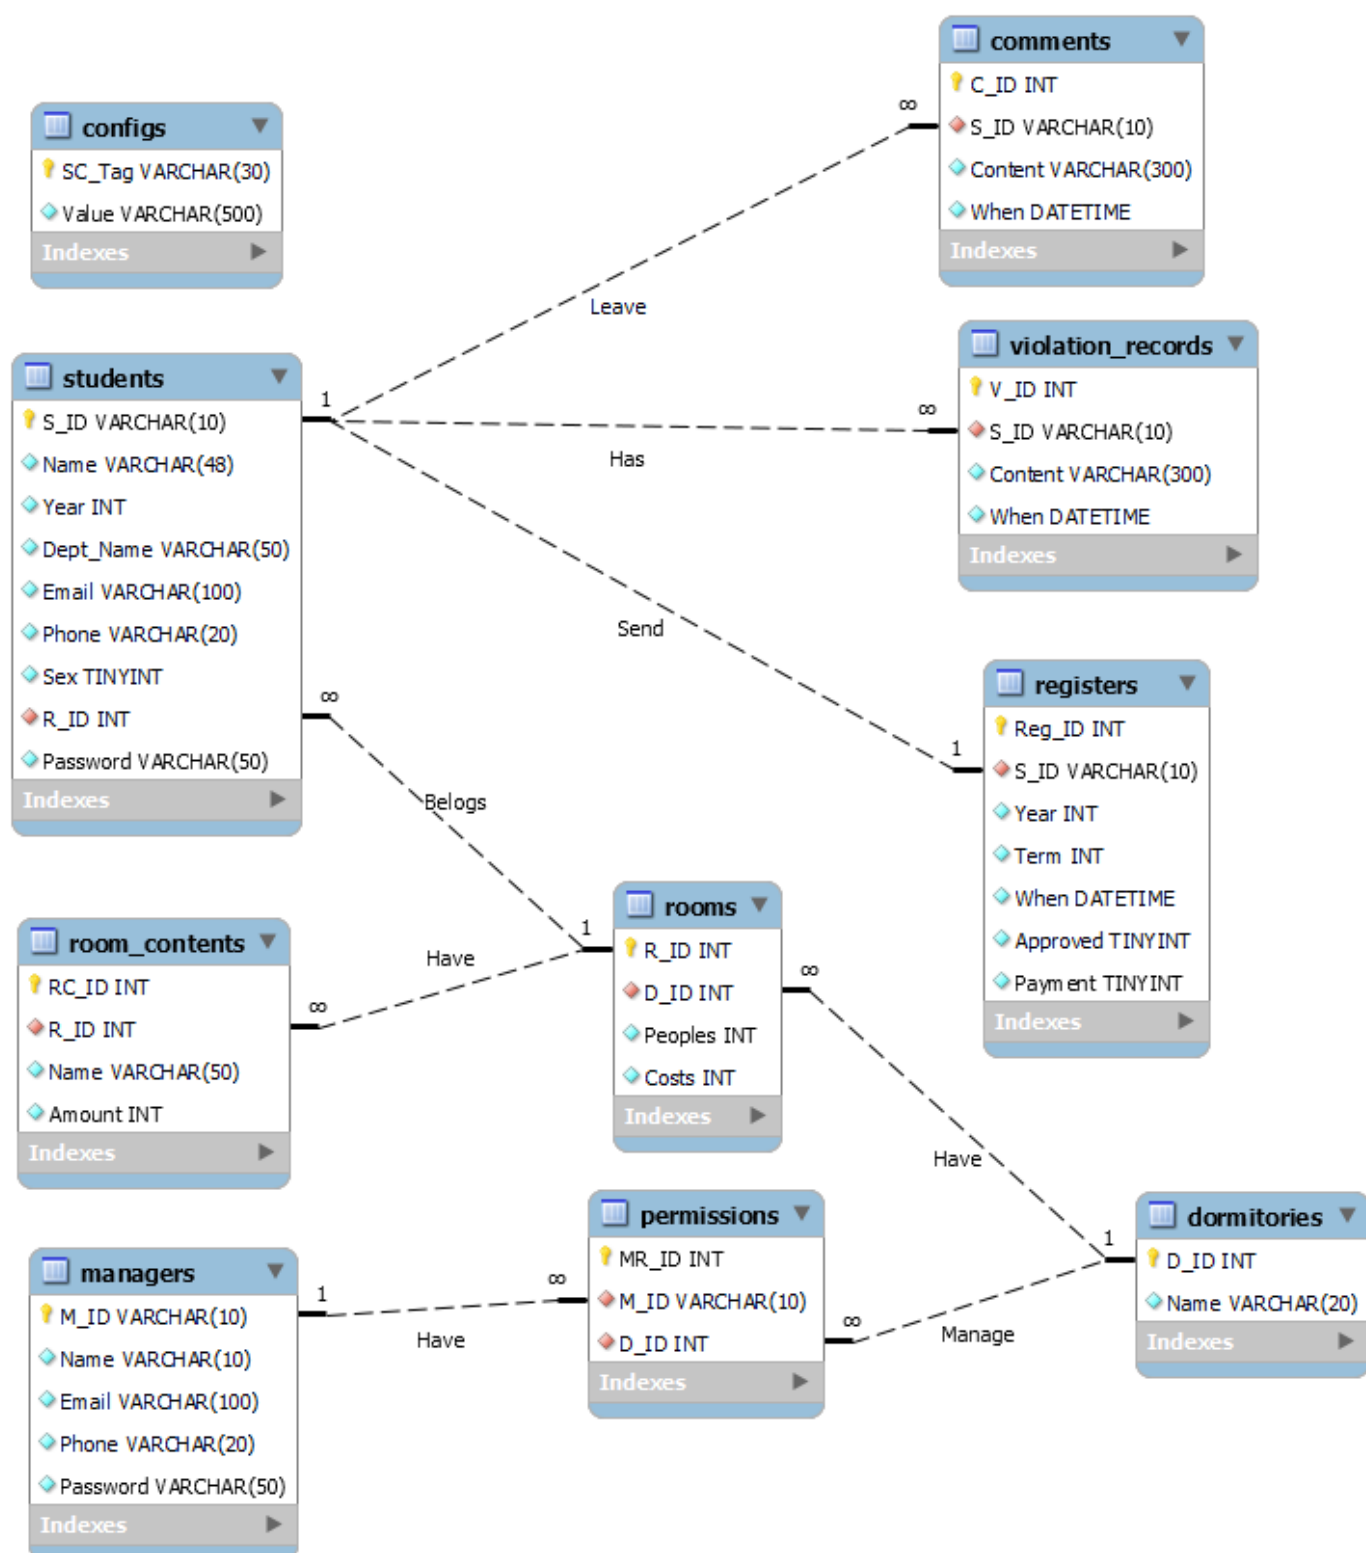 comments
C_ID INT
S_ID VARCHAR(10)
Content VARCHAR(300)
When DATETIME
Indexes
configs
SC_Tag VARCHAR(30)
Value VARCHAR(500)
Indexes
∞
Leave
violation_records
V_ID INT
S_ID VARCHAR(10)
Content VARCHAR(300)
When DATETIME
Indexes
students
S_ID VARCHAR(10)
Name VARCHAR(48)
Year INT
Dept_Name VARCHAR(50)
Email VARCHAR(100)
Phone VARCHAR(20)
Sex TINYINT
R_ID INT
Password VARCHAR(50)
Indexes
1
∞
Has
Send
∞
1
registers
Reg_ID INT
S_ID VARCHAR(10)
Year INT
Term INT
When DATETIME
Approved TINYINT
Payment TINYINT
Indexes
Belogs
room_contents
RC_ID INT
R_ID INT
Name VARCHAR(50)
Amount INT
Indexes
Have
∞
1
rooms
R_ID INT
D_ID INT
Peoples INT
Costs INT
Indexes
∞
Have
1
permissions
MR_ID INT
M_ID VARCHAR(10)
D_ID INT
Indexes
dormitories
D_ID INT
Name VARCHAR(20)
Indexes
managers
M_ID VARCHAR(10)
Name VARCHAR(10)
Email VARCHAR(100)
Phone VARCHAR(20)
Password VARCHAR(50)
Indexes
1
∞
Have
∞
Manage